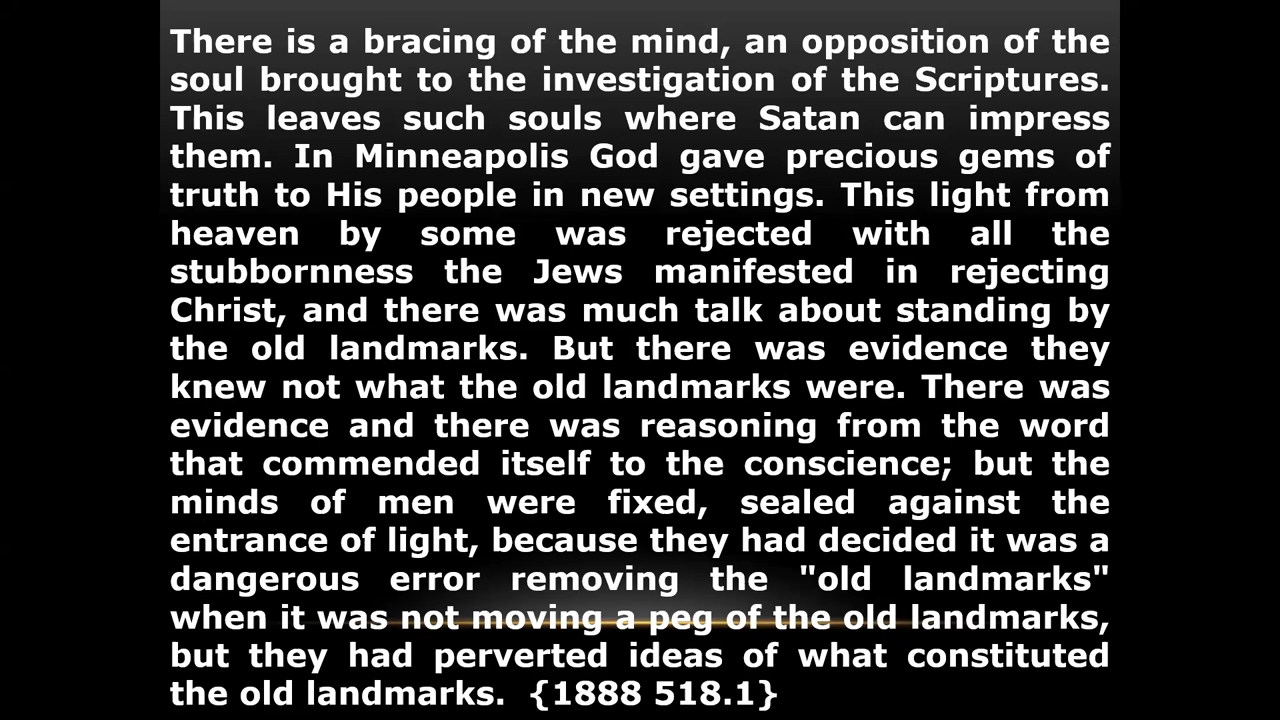 There is a bracing of the mind, an opposition of the
soul brought to the investigation of the Scriptures.
This leaves such souls where Satan can impress
them. In Minneapolis God gave precious gems of
truth to His people in new settings. This light from
heaven by some was rejected with all the
stubbornness the Jews manifested in rejecting
Christ, and there was much talk about standing by
the old landmarks. But there was evidence they
knew not what the old landmarks were. There was
evidence and there was reasoning from the word
that commended itself to the conscience; but the
minds of men were fixed, sealed against the
entrance of light, because they had decided it was a
dangerous error removing the "old landmarks"
when it was not moving a peg of the old landmarks,
but they had perverted ideas of what constituted
the old landmarks. {1888 518.1}